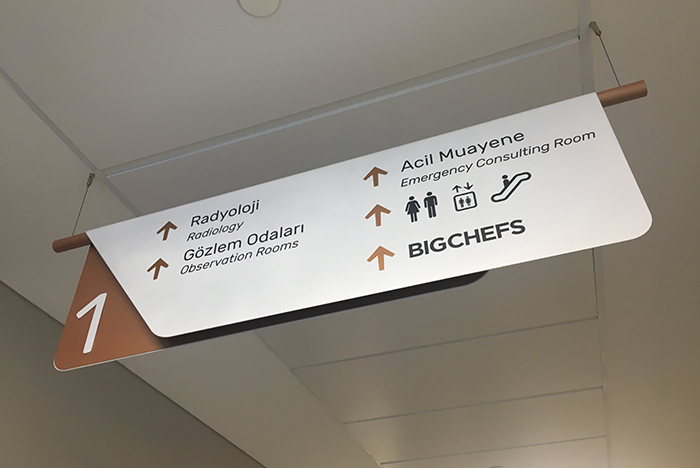 1
Radyoloji
Radiology
Gözlem Odaları
Observation Rooms
Acil Muayene
Emergency Consulting Room
BIGCHEFS